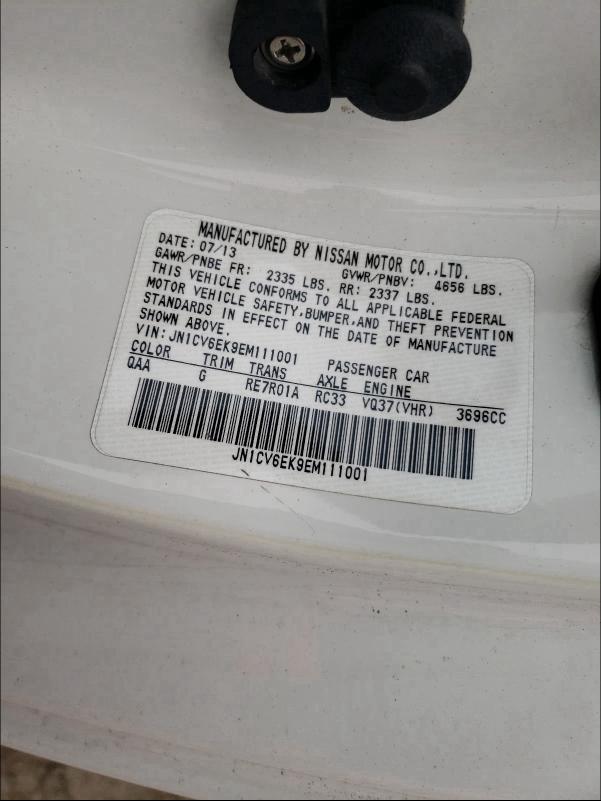 MANUFACTURED BY NISSAN MOTOR CO.,LTD.
DATE: 07/13 GVWR/PNBV: 4656 LBS.
GAWR/PNBE FR: 2335 LBS. RR: 2337 LBS.
THIS VEHICLE CONFORMS TO ALL APPLICABLE FEDERAL
MOTOR VEHICLE SAFETY,BUMPER,AND THEFT PREVENTION
STANDARDS IN EFFECT ON THE DATE OF MANUFACTURE
SHOWN ABOVE.
VIN:JN1CV6EK9EM111001 PASSENGER CAR
COLOR TRIM TRANS AXLE ENGINE
QAA G RE7R01A RC33 VQ37(VHR) 3696CC
JN1CV6EK9EM111001